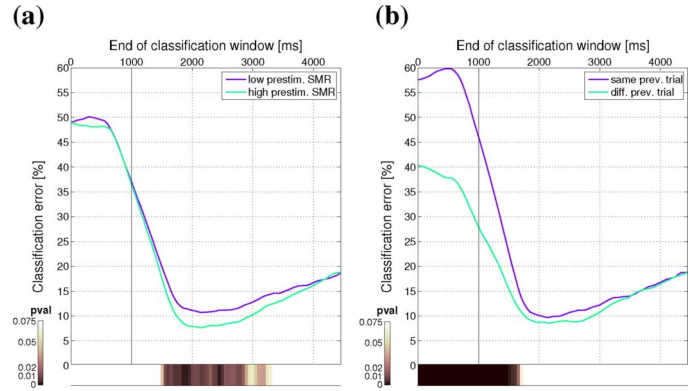 (a)
End of classification window [ms]
0 1000 2000 3000 4000
60
55
50
45
40
35
30
25
20
15
10
5
0
Classification error [%]
low prestim. SMR
high prestim. SMR
pval
0.075
0.05
0.02
0.01
0
(b)
End of classification window [ms]
0 1000 2000 3000 4000
60
55
50
45
40
35
30
25
20
15
10
5
0
Classification error [%]
same prev. trial
diff. prev. trial
pval
0.075
0.05
0.02
0.01
0